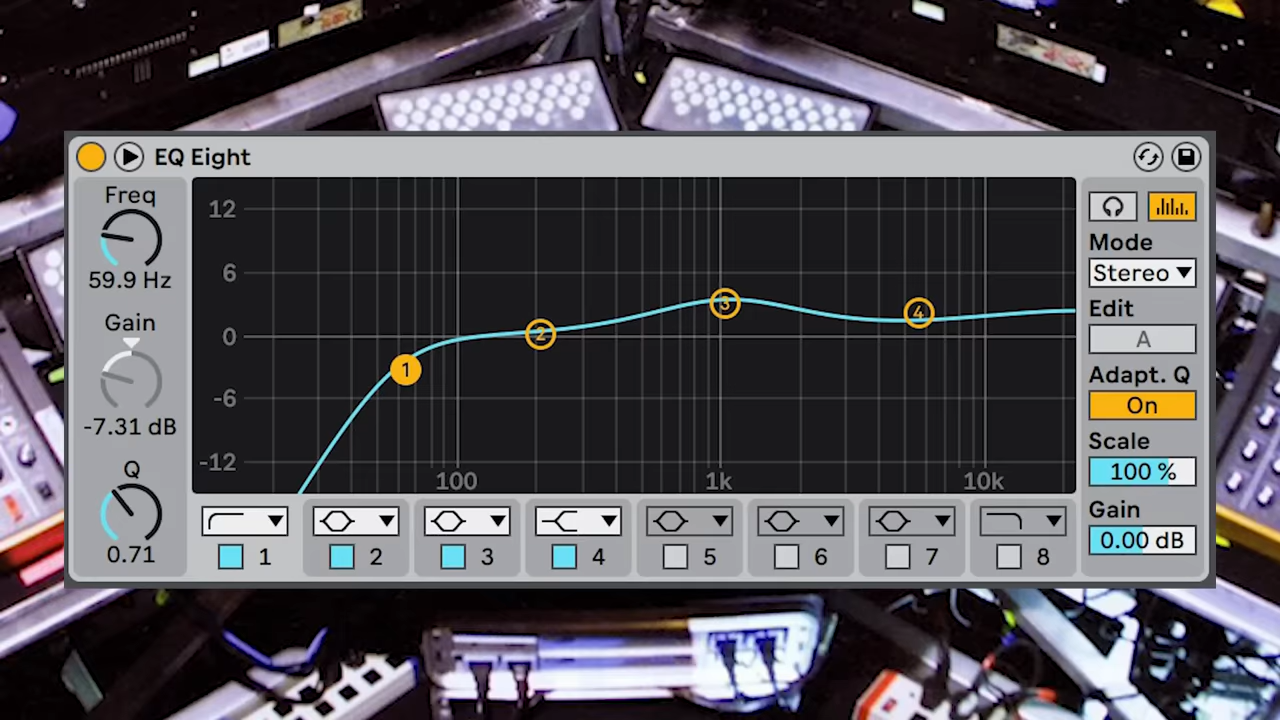 EQ Eight
Freq
59.9 Hz
Gain
-7.31 dB
Q
0.71
12
6
0
-6
-12
100
1k
10k
1
2
3
4
Mode
Stereo
Edit
A
Adapt. Q
On
Scale
100 %
Gain
0.00 dB
1 2 3 4 5 6 7 8